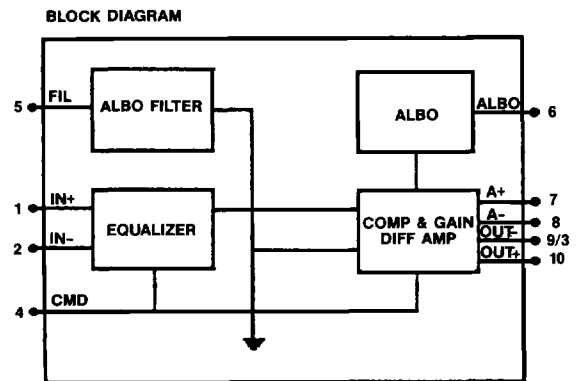 BLOCK DIAGRAM
5 FIL
ALBO FILTER
ALBO
ALBO 6
1 IN+
2 IN-
EQUALIZER
COMP & GAIN
DIFF AMP
A+ 7
A- 8
OUT- 9/3
OUT+ 10
4 CMD